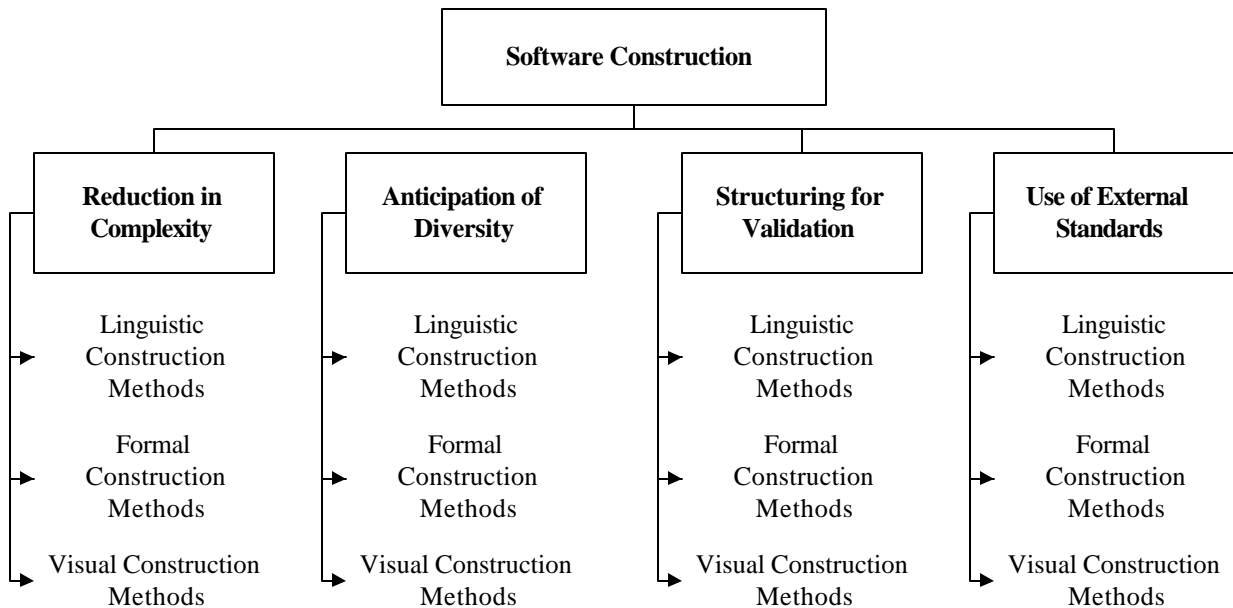 Software Construction
Reduction in
Complexity
Linguistic
Construction
Methods
Formal
Construction
Methods
Visual Construction
Methods
Anticipation of
Diversity
Linguistic
Construction
Methods
Formal
Construction
Methods
Visual Construction
Methods
Structuring for
Validation
Linguistic
Construction
Methods
Formal
Construction
Methods
Visual Construction
Methods
Use of External
Standards
Linguistic
Construction
Methods
Formal
Construction
Methods
Visual Construction
Methods